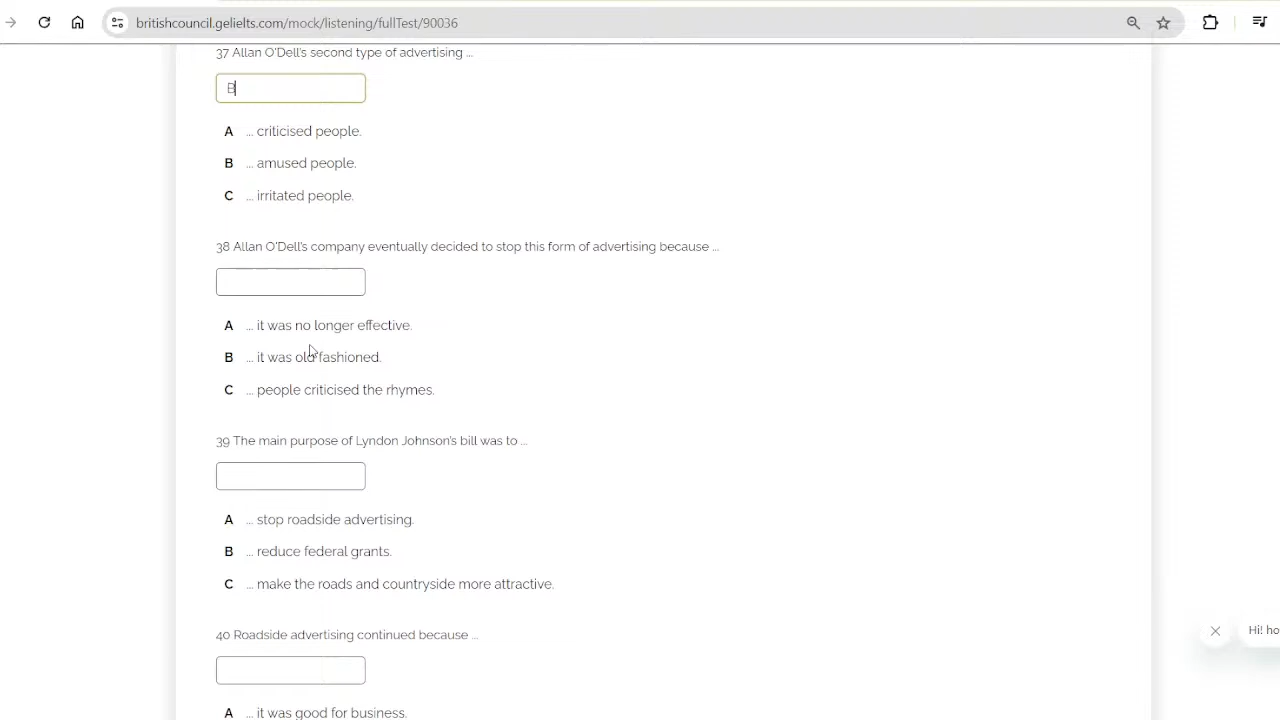 britishcouncil.gelielts.com/mock/listening/fullTest/90036
37 Allan O'Dell's second type of advertising ...
B
A ... criticised people.
B ... amused people.
C ... irritated people.
38 Allan O'Dell's company eventually decided to stop this form of advertising because ...
A ... it was no longer effective.
B ... it was old fashioned.
C ... people criticised the rhymes.
39 The main purpose of Lyndon Johnson's bill was to ...
A ... stop roadside advertising.
B ... reduce federal grants.
C ... make the roads and countryside more attractive.
Hi! ho
40 Roadside advertising continued because ...
A ... it was good for business.